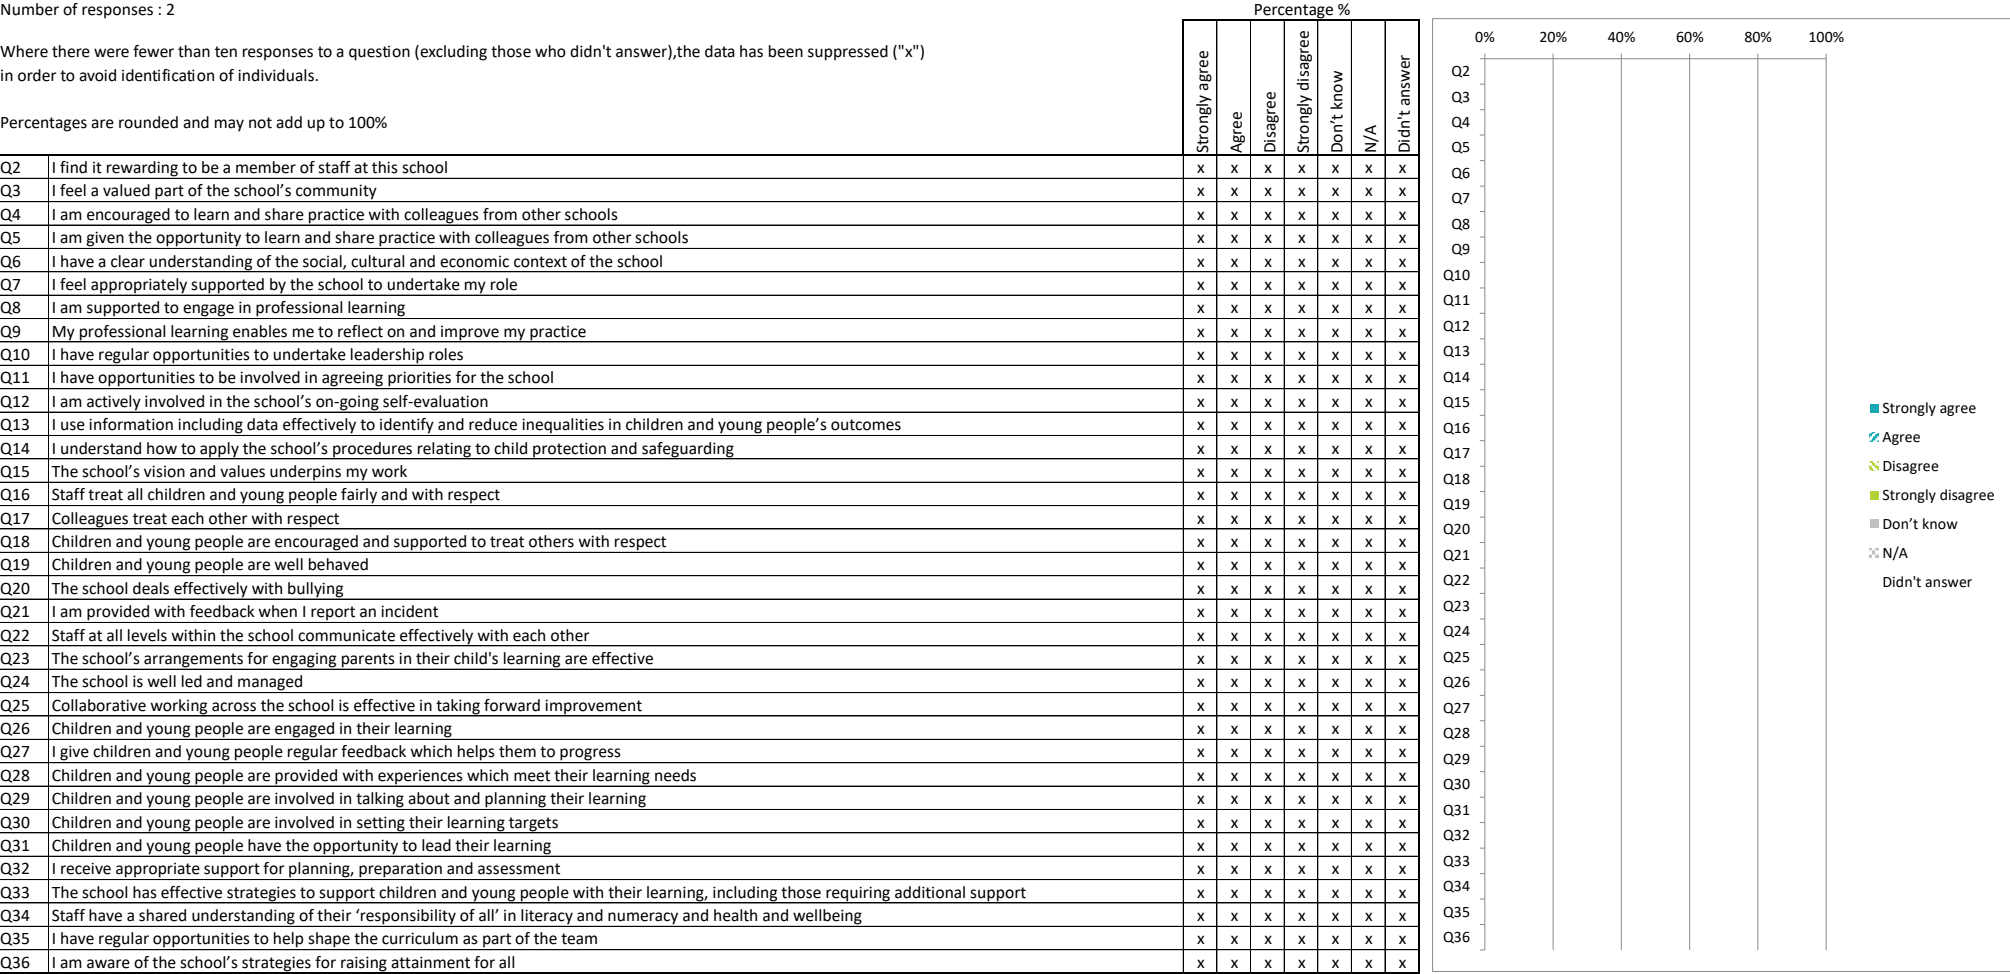 Number of responses : 2
Percentage %
Where there were fewer than ten responses to a question (excluding those who didn't answer),the data has been suppressed ("x")
in order to avoid identification of individuals.
Percentages are rounded and may not add up to 100%
Strongly agree
Agree
Disagree
Strongly disagree
Don't know
N/A
Didn't answer
Q2 I find it rewarding to be a member of staff at this school x x x x x x x
Q3 I feel a valued part of the school’s community x x x x x x x
Q4 I am encouraged to learn and share practice with colleagues from other schools x x x x x x x
Q5 I am given the opportunity to learn and share practice with colleagues from other schools x x x x x x x
Q6 I have a clear understanding of the social, cultural and economic context of the school x x x x x x x
Q7 I feel appropriately supported by the school to undertake my role x x x x x x x
Q8 I am supported to engage in professional learning x x x x x x x
Q9 My professional learning enables me to reflect on and improve my practice x x x x x x x
Q10 I have regular opportunities to undertake leadership roles x x x x x x x
Q11 I have opportunities to be involved in agreeing priorities for the school x x x x x x x
Q12 I am actively involved in the school’s on-going self-evaluation x x x x x x x
Q13 I use information including data effectively to identify and reduce inequalities in children and young people’s outcomes x x x x x x x
Q14 I understand how to apply the school’s procedures relating to child protection and safeguarding x x x x x x x
Q15 The school’s vision and values underpins my work x x x x x x x
Q16 Staff treat all children and young people fairly and with respect x x x x x x x
Q17 Colleagues treat each other with respect x x x x x x x
Q18 Children and young people are encouraged and supported to treat others with respect x x x x x x x
Q19 Children and young people are well behaved x x x x x x x
Q20 The school deals effectively with bullying x x x x x x x
Q21 I am provided with feedback when I report an incident x x x x x x x
Q22 Staff at all levels within the school communicate effectively with each other x x x x x x x
Q23 The school’s arrangements for engaging parents in their child's learning are effective x x x x x x x
Q24 The school is well led and managed x x x x x x x
Q25 Collaborative working across the school is effective in taking forward improvement x x x x x x x
Q26 Children and young people are engaged in their learning x x x x x x x
Q27 I give children and young people regular feedback which helps them to progress x x x x x x x
Q28 Children and young people are provided with experiences which meet their learning needs x x x x x x x
Q29 Children and young people are involved in talking about and planning their learning x x x x x x x
Q30 Children and young people are involved in setting their learning targets x x x x x x x
Q31 Children and young people have the opportunity to lead their learning x x x x x x x
Q32 I receive appropriate support for planning, preparation and assessment x x x x x x x
Q33 The school has effective strategies to support children and young people with their learning, including those requiring additional support x x x x x x x
Q34 Staff have a shared understanding of their ‘responsibility of all’ in literacy and numeracy and health and wellbeing x x x x x x x
Q35 I have regular opportunities to help shape the curriculum as part of the team x x x x x x x
Q36 I am aware of the school’s strategies for raising attainment for all x x x x x x x
0% 20% 40% 60% 80% 100%
Q2
Q3
Q4
Q5
Q6
Q7
Q8
Q9
Q10
Q11
Q12
Q13
Q14
Q15
Q16
Q17
Q18
Q19
Q20
Q21
Q22
Q23
Q24
Q25
Q26
Q27
Q28
Q29
Q30
Q31
Q32
Q33
Q34
Q35
Q36
Strongly agree
Agree
Disagree
Strongly disagree
Don’t know
N/A
Didn't answer